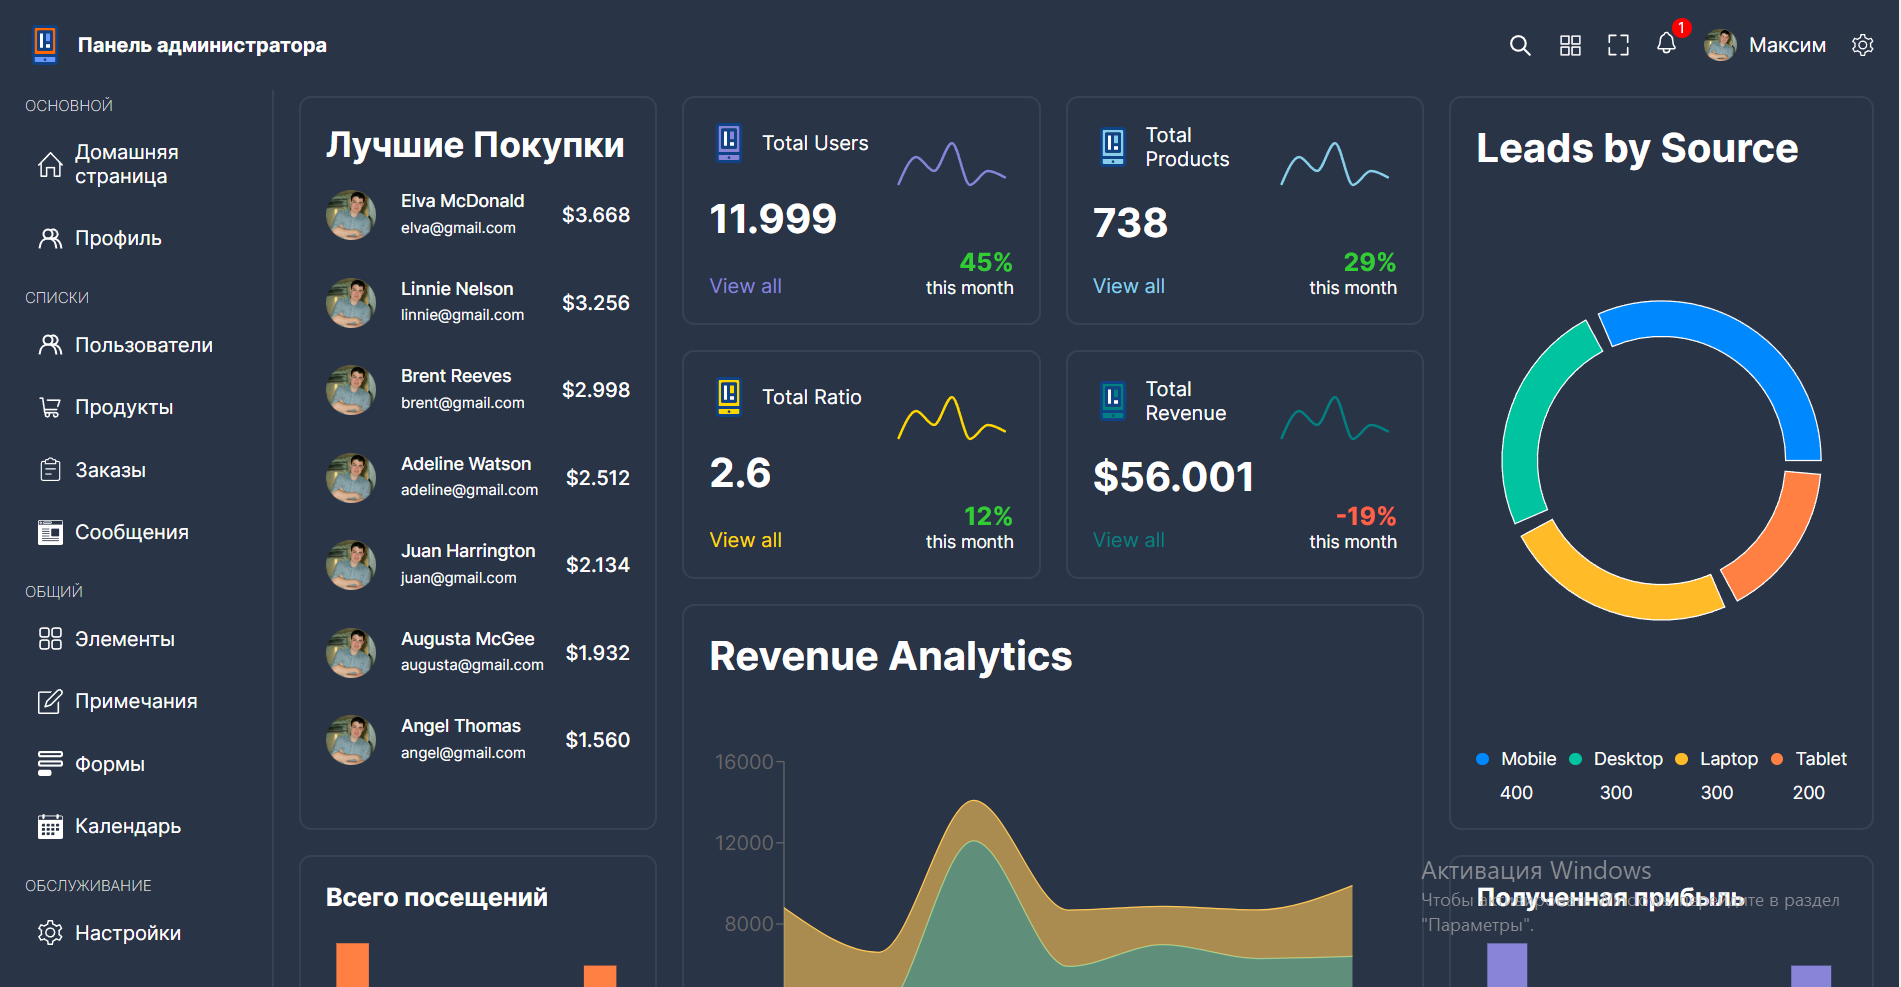 Панель администратора
1
Максим
ОСНОВНОЙ
Домашняя
страница
Профиль
СПИСКИ
Пользователи
Продукты
Заказы
Сообщения
ОБЩИЙ
Элементы
Примечания
Формы
Календарь
ОБСЛУЖИВАНИЕ
Настройки
Лучшие Покупки
Elva McDonald
elva@gmail.com
$3.668
Linnie Nelson
linnie@gmail.com
$3.256
Brent Reeves
brent@gmail.com
$2.998
Adeline Watson
adeline@gmail.com
$2.512
Juan Harrington
juan@gmail.com
$2.134
Augusta McGee
augusta@gmail.com
$1.932
Angel Thomas
angel@gmail.com
$1.560
Всего посещений
Total Users
11.999
View all
45%
this month
Total
Products
738
View all
29%
this month
Total Ratio
2.6
View all
12%
this month
Total
Revenue
$56.001
View all
-19%
this month
Revenue Analytics
16000
12000
8000
Leads by Source
Mobile Desktop Laptop Tablet
400 300 300 200
Полученная прибыль
Активация Windows
Чтобы активировать Windows, перейдите в раздел
"Параметры".